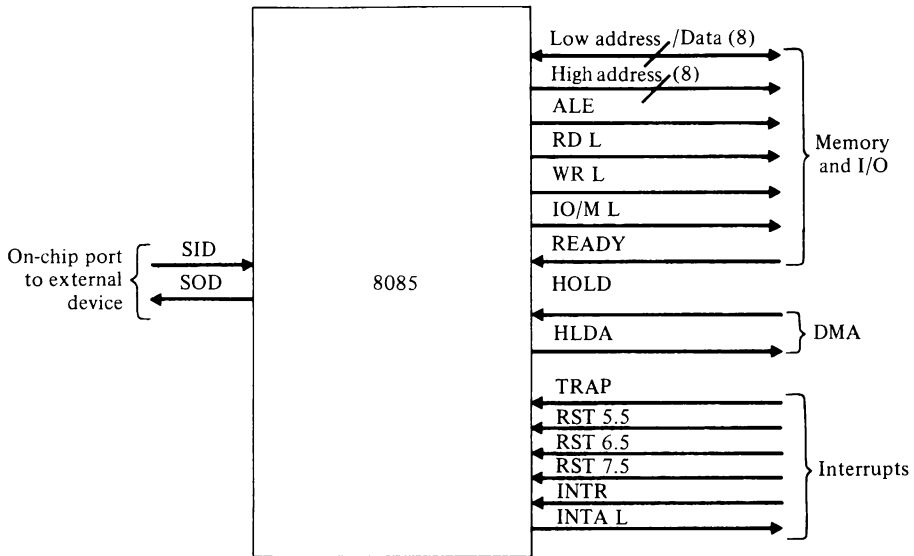 Low address /Data (8)
High address (8)
ALE
RD L
WR L
IO/M L
READY
Memory
and I/O
On-chip port
to external
device
SID
SOD
8085
HOLD
HLDA
DMA
TRAP
RST 5.5
RST 6.5
RST 7.5
INTR
INTA L
Interrupts